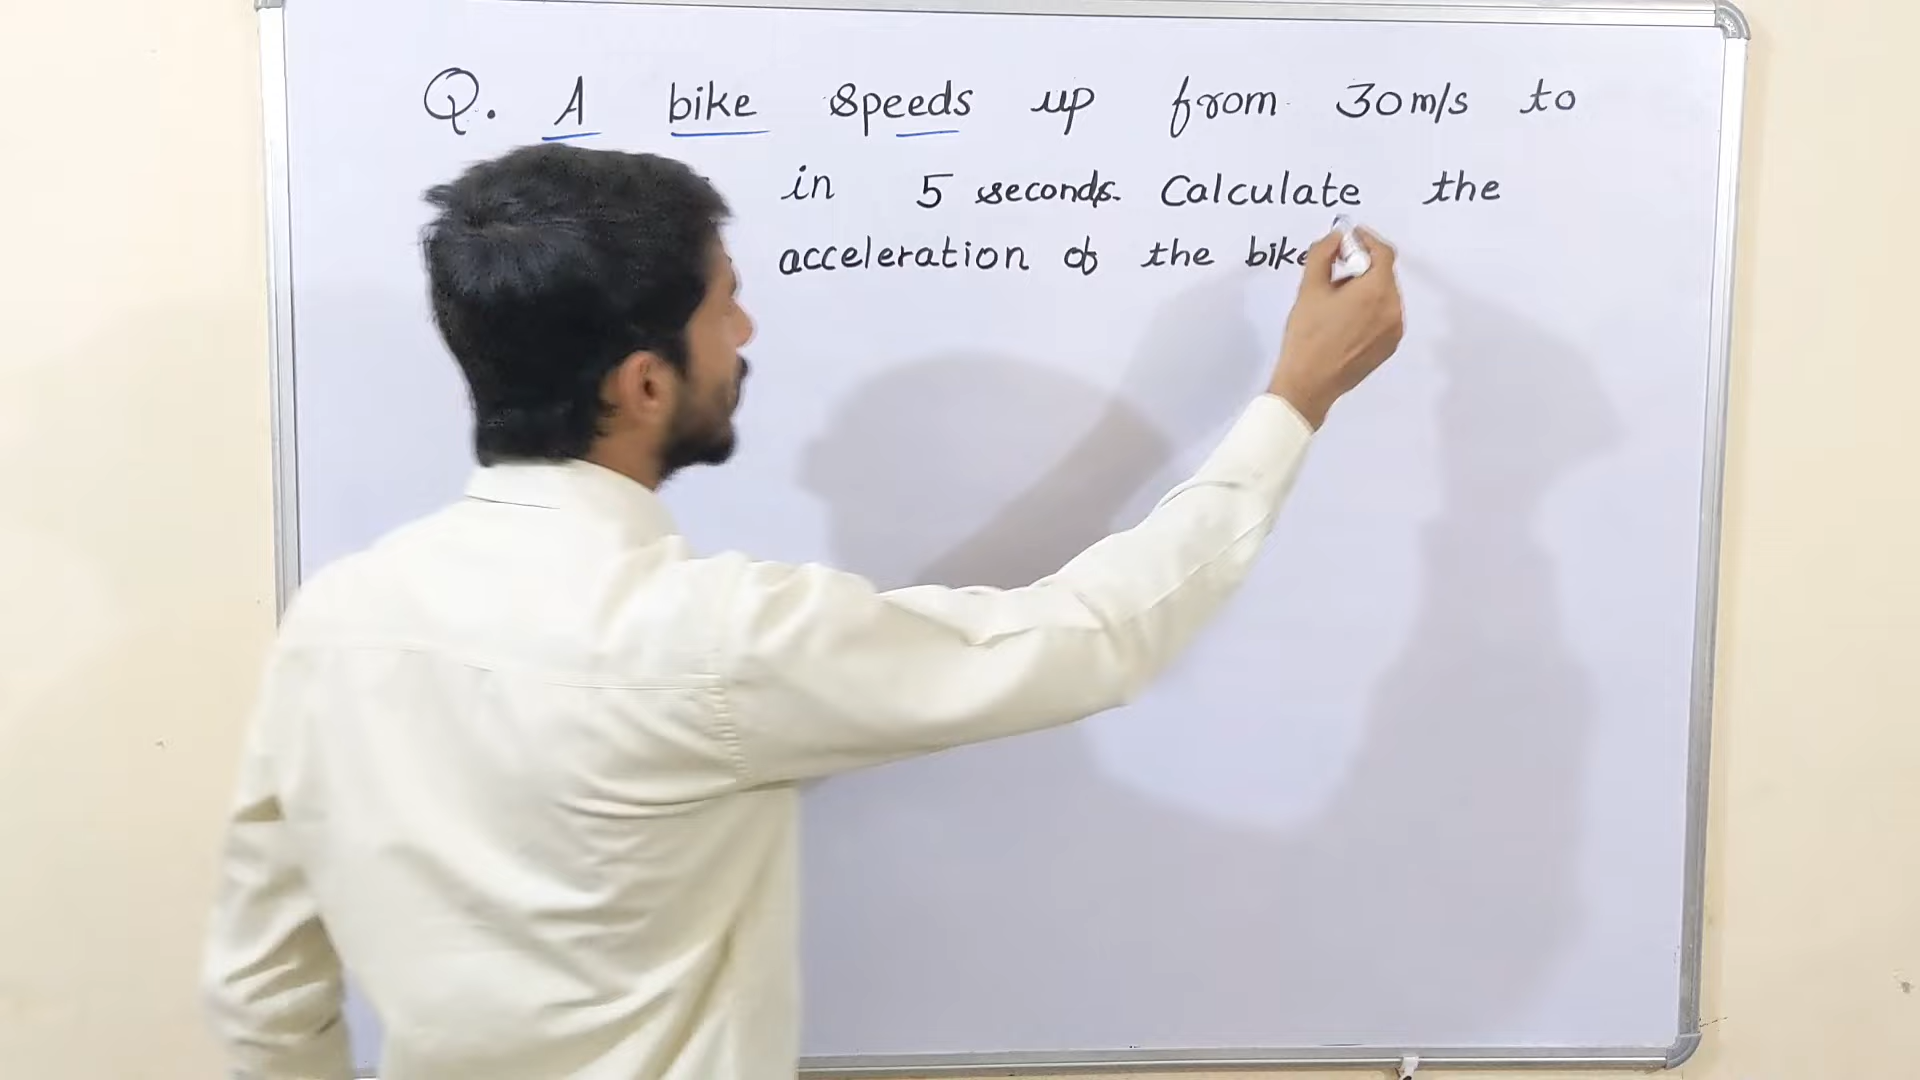 Q. A bike speeds up from 30m/s to
in 5 seconds. Calculate the
acceleration of the bike